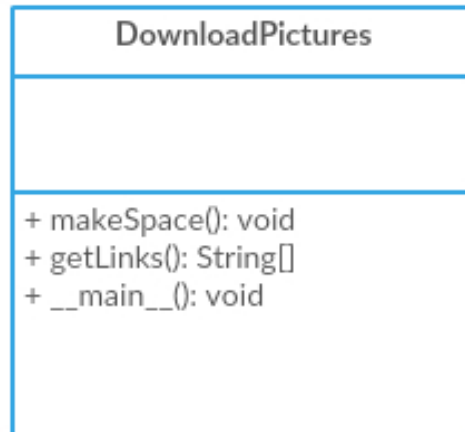 DownloadPictures
+ makeSpace(): void
+ getLinks(): String[]
+ __main__(): void